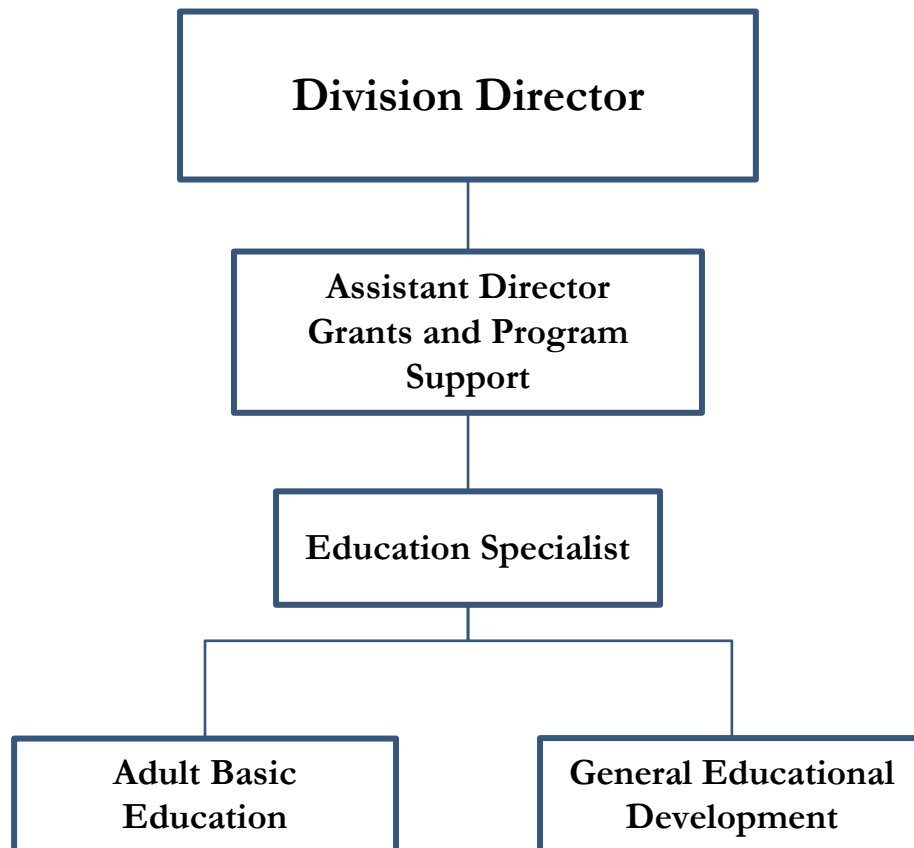 Division Director
Assistant Director
Grants and Program
Support
Education Specialist
Adult Basic
Education
General Educational
Development